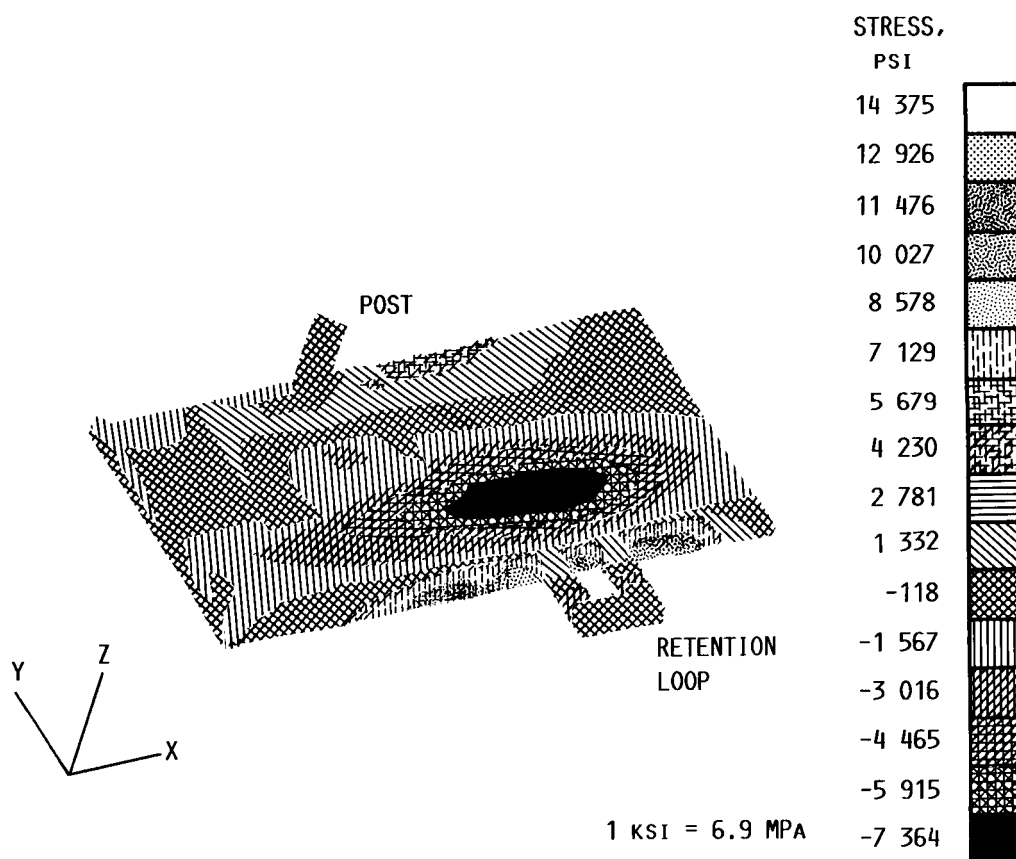 STRESS,
PSI
14 375
12 926
11 476
10 027
8 578
7 129
5 679
4 230
2 781
1 332
-118
-1 567
-3 016
-4 465
-5 915
-7 364
POST
RETENTION
LOOP
Y
Z
X
1 KSI = 6.9 MPA